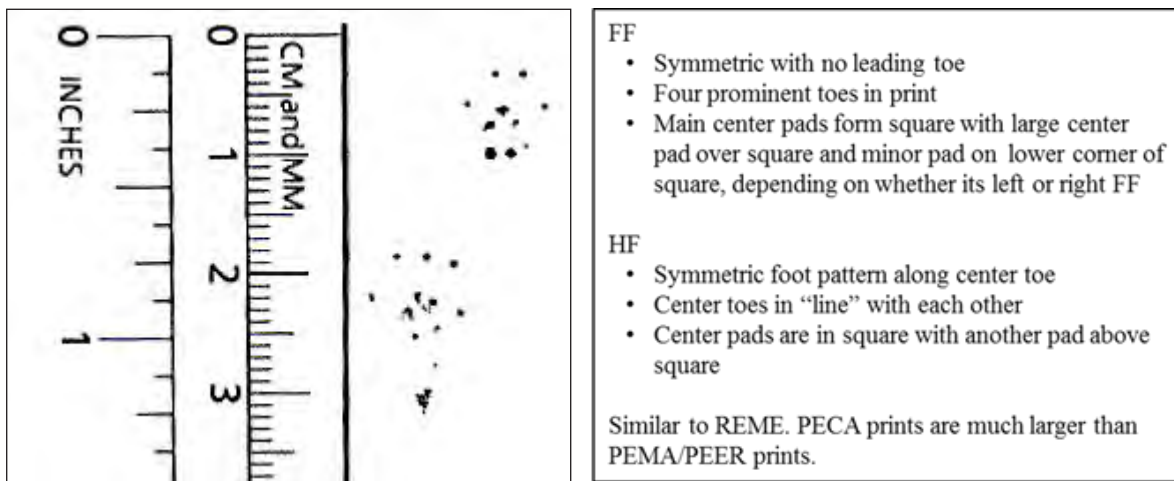 0
INCHES
1
0
CM and MM
1
2
3
FF
• Symmetric with no leading toe
• Four prominent toes in print
• Main center pads form square with large center
pad over square and minor pad on lower corner of
square, depending on whether its left or right FF
HF
• Symmetric foot pattern along center toe
• Center toes in “line” with each other
• Center pads are in square with another pad above
square
Similar to REME. PECA prints are much larger than
PEMA/PEER prints.